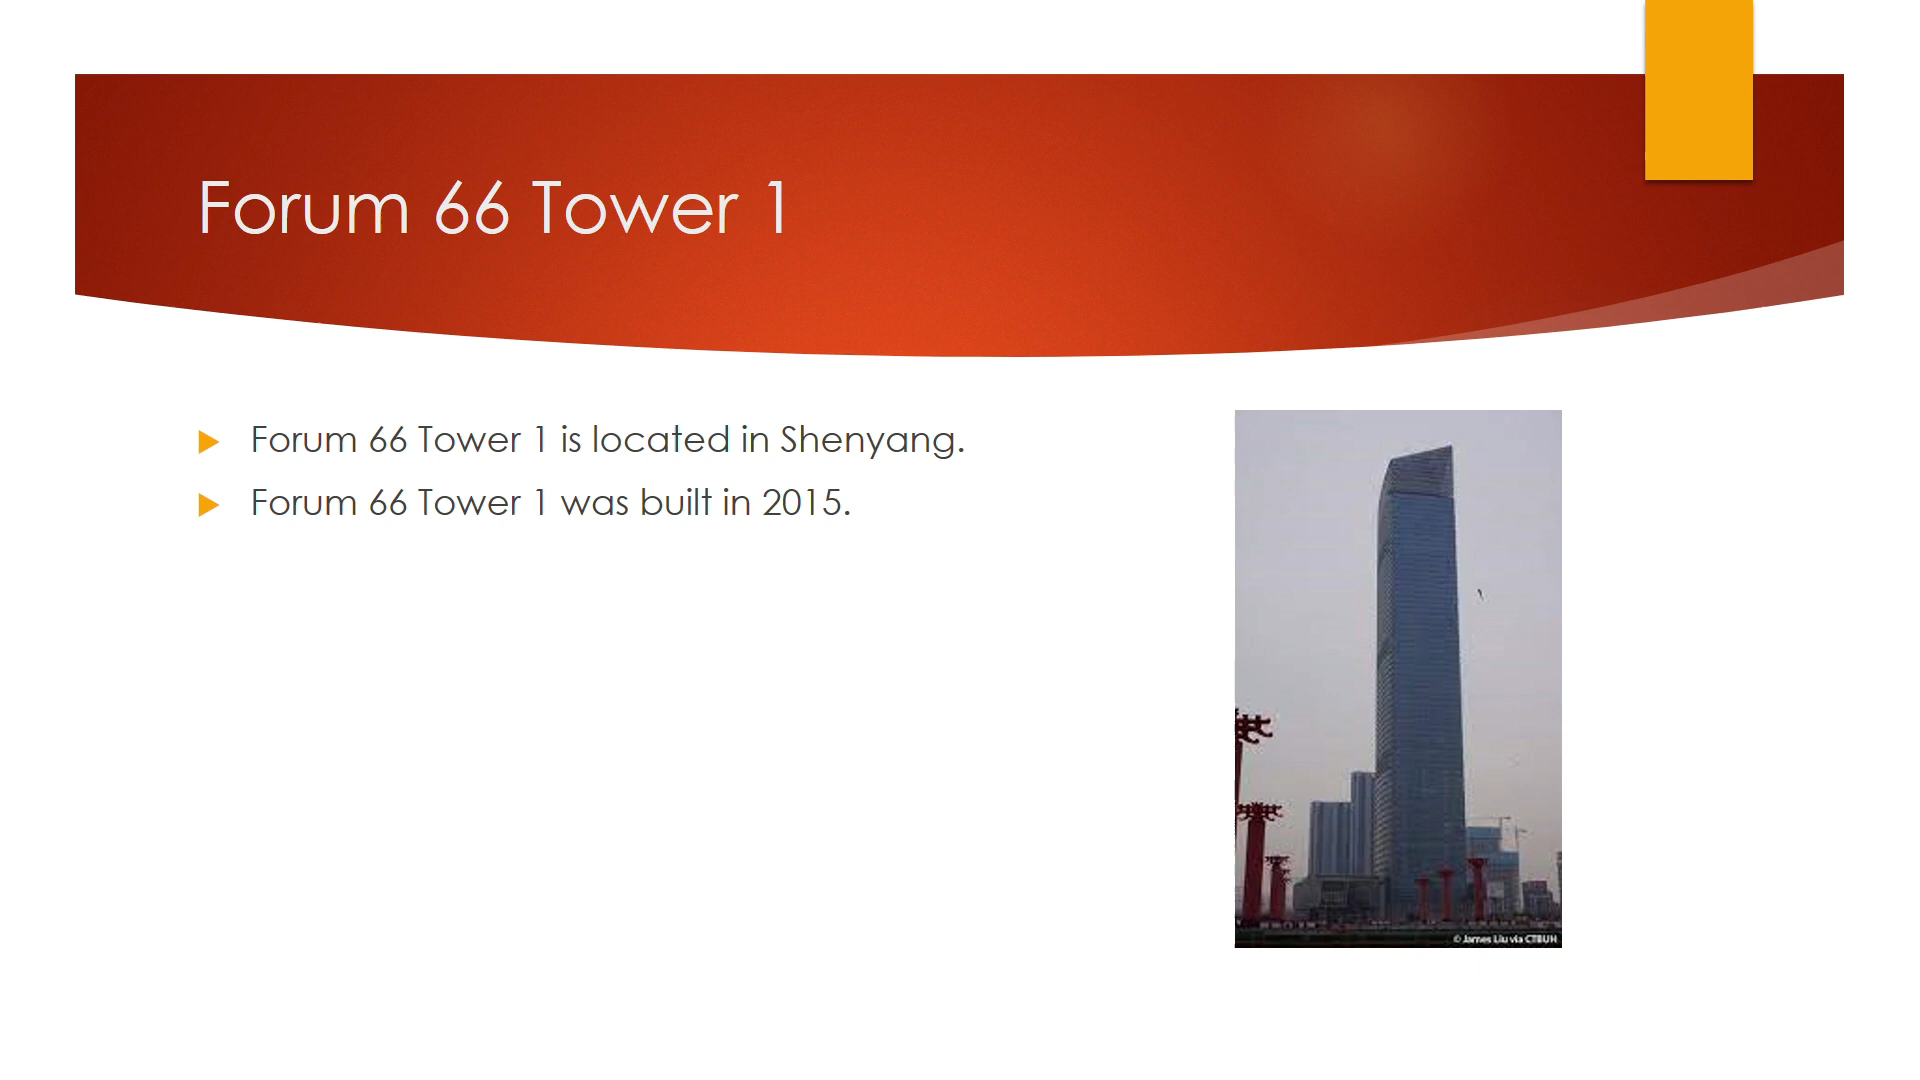 Forum 66 Tower 1
Forum 66 Tower 1 is located in Shenyang.
Forum 66 Tower 1 was built in 2015.
© James Liu via CTBUH